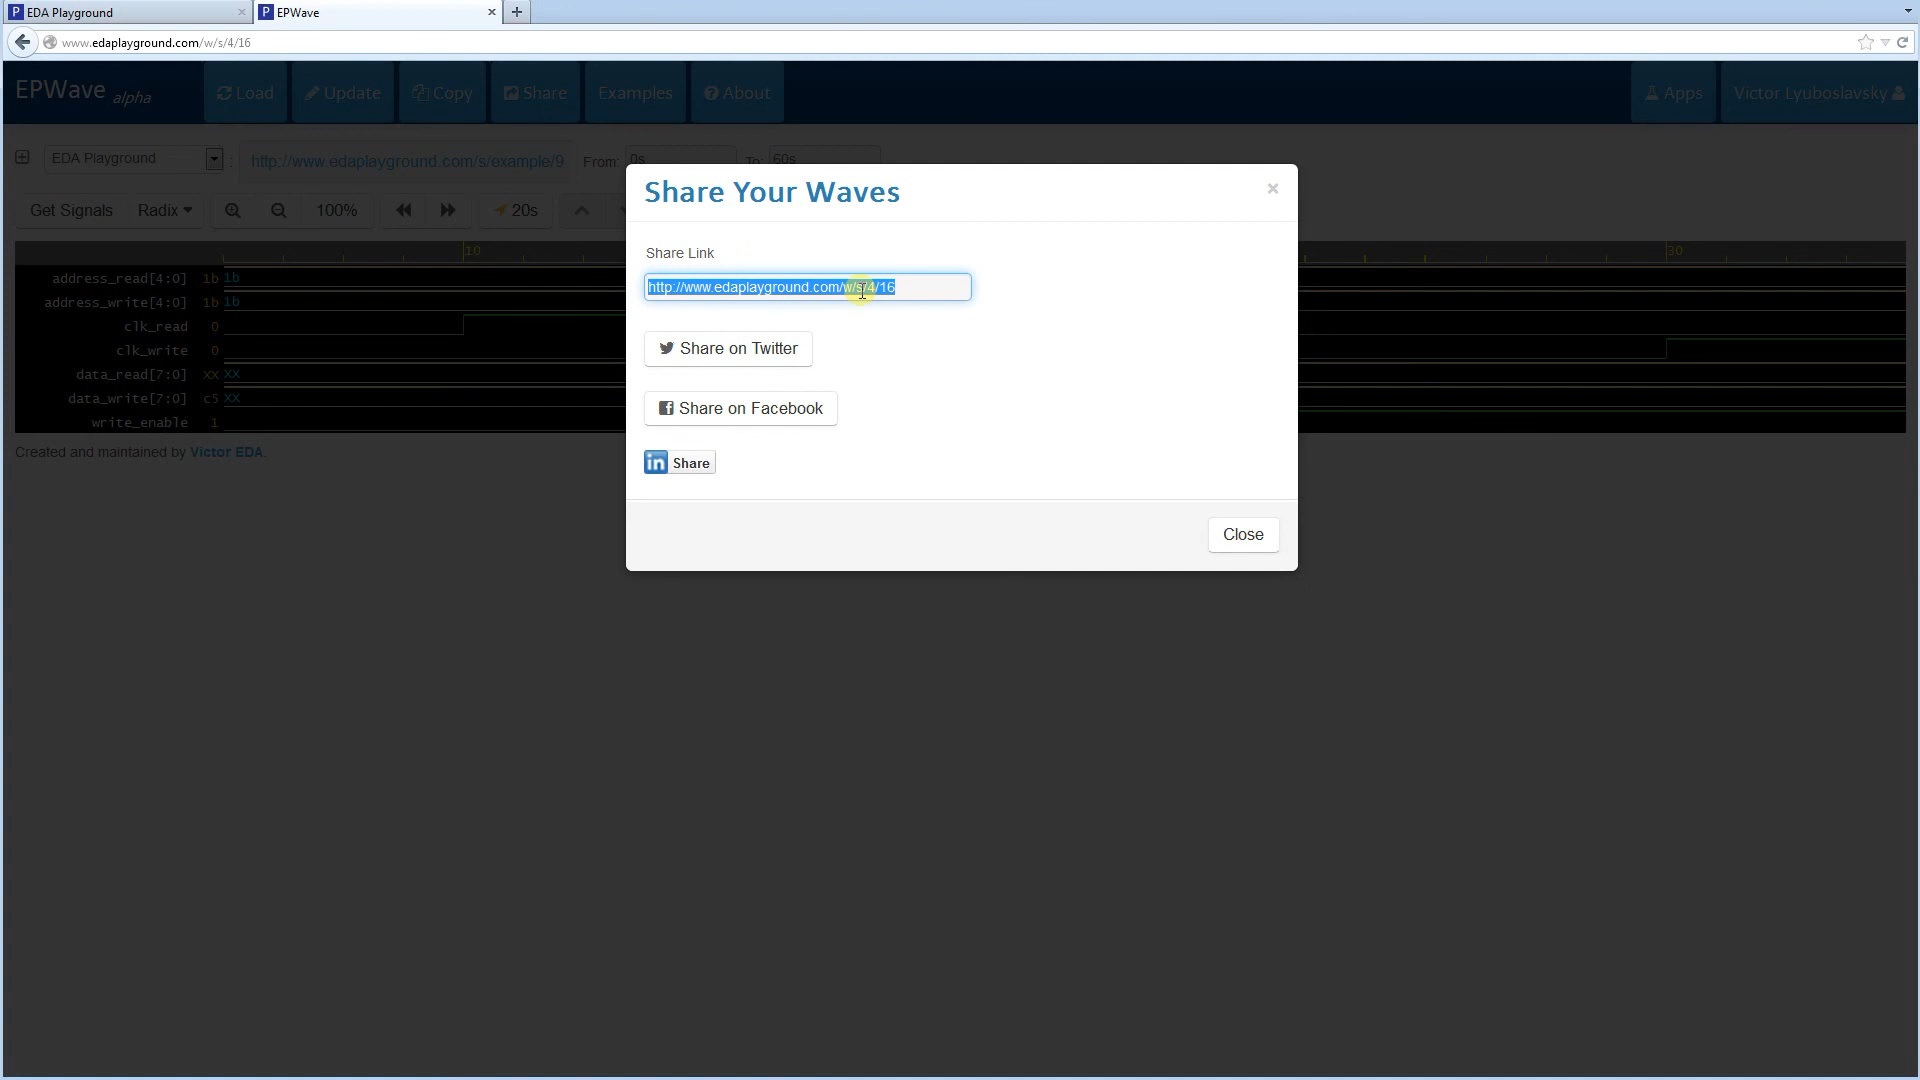 EDA Playground
EPWave
www.edaplayground.com/w/s/4/16
EPWave alpha
Load
Update
Copy
Share
Examples
About
Apps
Victor Lyuboslavsky
EDA Playground : http://www.edaplayground.com/s/example/9 From: 0s To: 60s
Get Signals Radix 100% 20s
10 30
address_read[4:0] 1b 1b
address_write[4:0] 1b 1b
clk_read 0
clk_write 0
data_read[7:0] xx xx
data_write[7:0] c5 xx
write_enable 1
Created and maintained by Victor EDA.
Share Your Waves
×
Share Link
http://www.edaplayground.com/w/s/4/16
Share on Twitter
Share on Facebook
in Share
Close